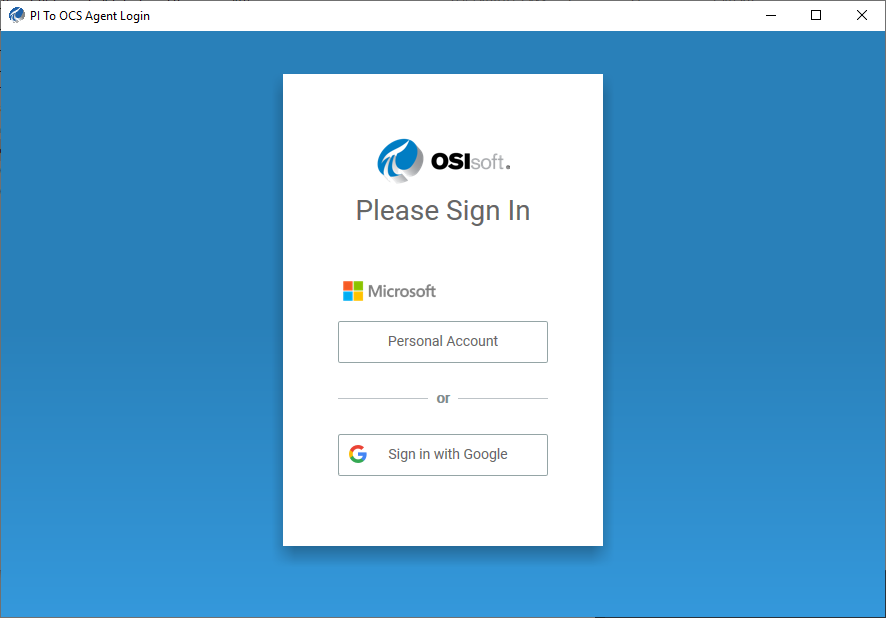 PI To OCS Agent Login
OSIsoft.
Please Sign In
Microsoft
Personal Account
or
Sign in with Google